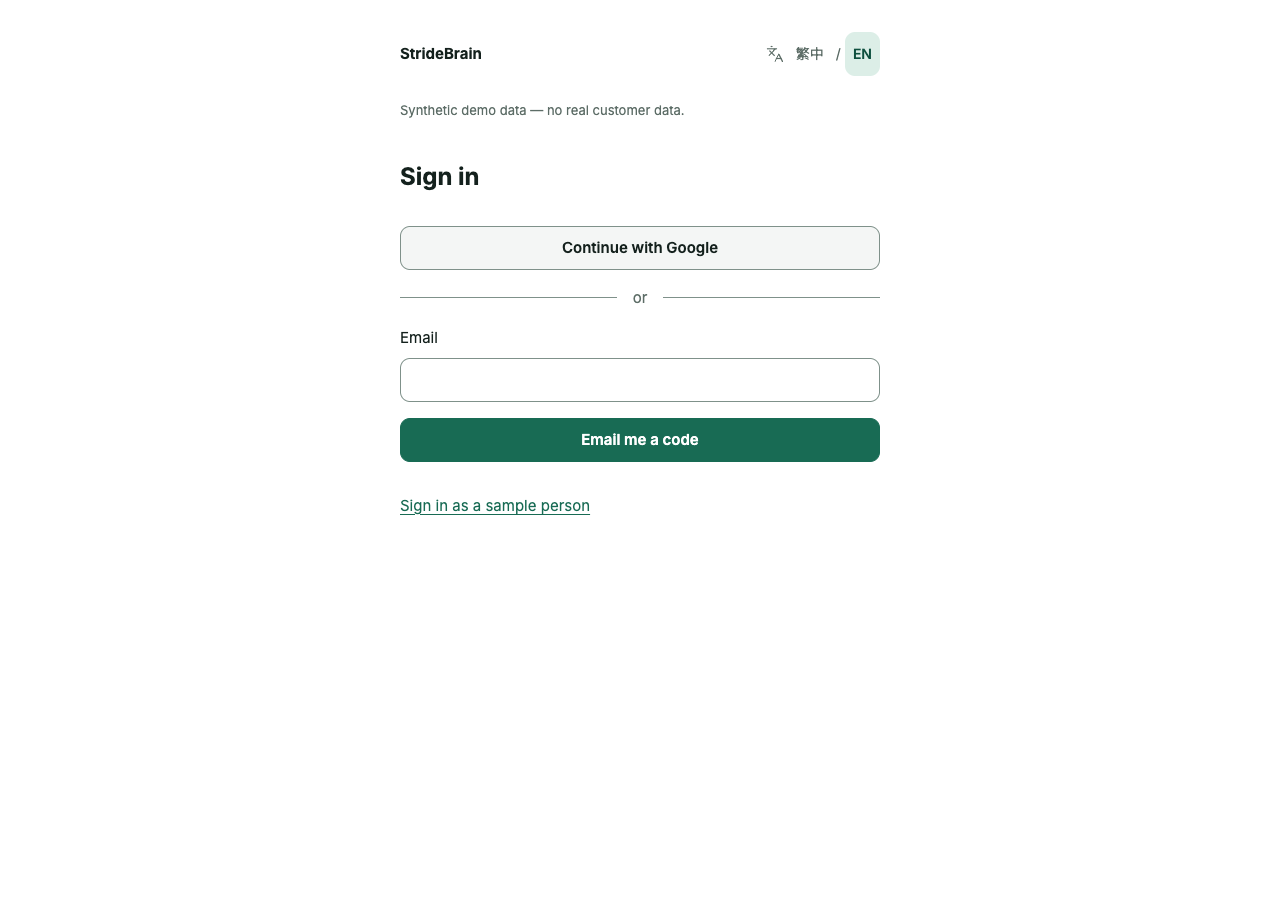 StrideBrain
繁中 / EN
Synthetic demo data — no real customer data.
Sign in
Continue with Google
or
Email
Email me a code
Sign in as a sample person